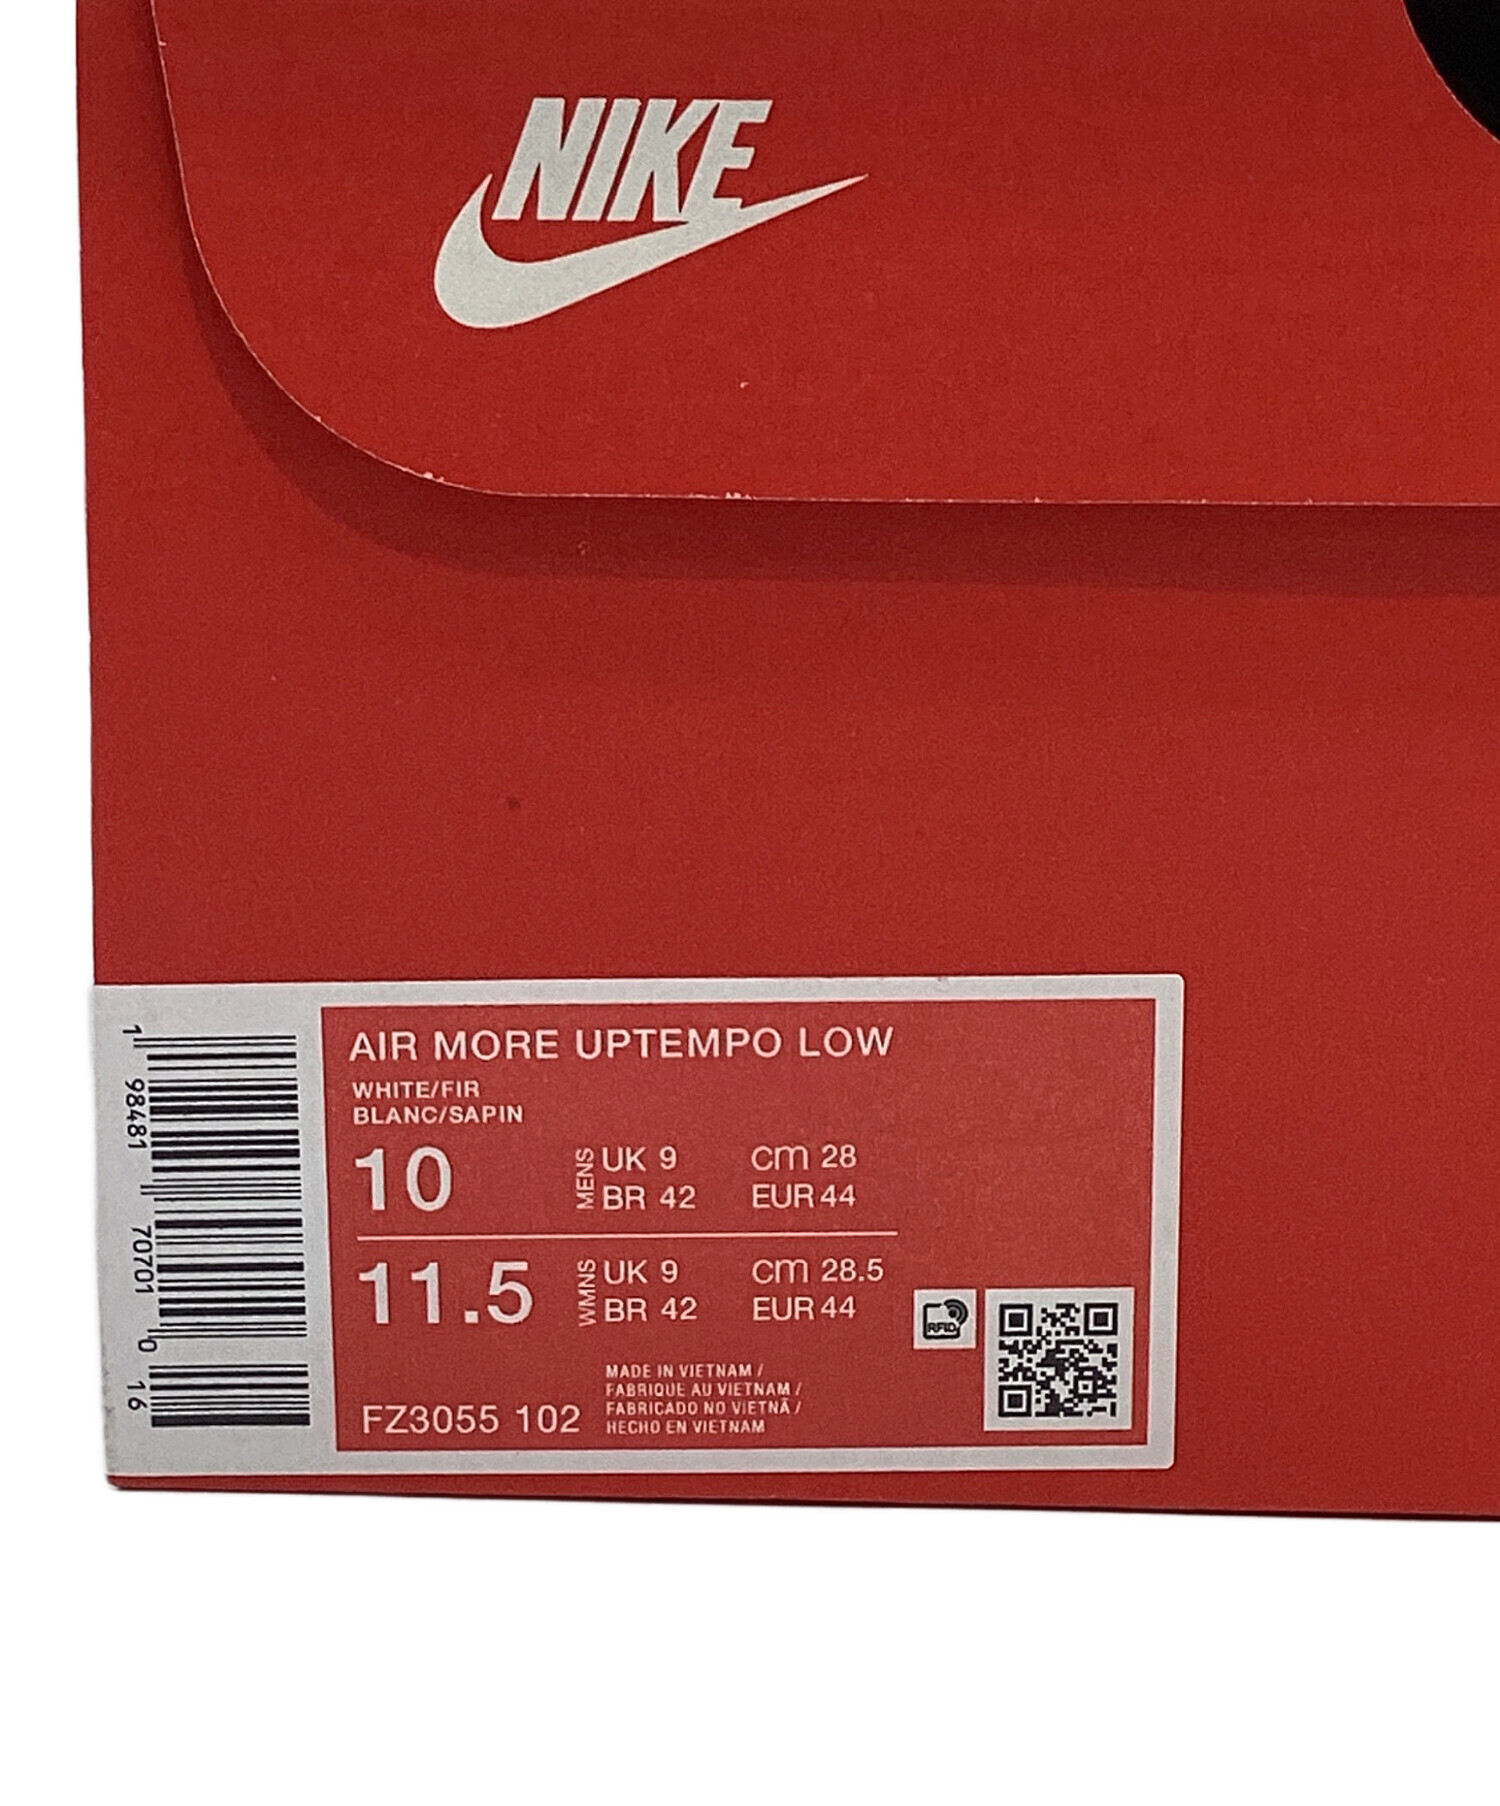 NIKE
AIR MORE UPTEMPO LOW
WHITE/FIR
BLANC/SAPIN
10 MENS UK 9 cm 28
BR 42 EUR 44
11.5 WMNS UK 9 cm 28.5
BR 42 EUR 44
RFID
MADE IN VIETNAM /
FABRIQUE AU VIETNAM /
FABRICADO NO VIETNÃ /
HECHO EN VIETNAM
FZ3055 102
1 98481 70701 0 16